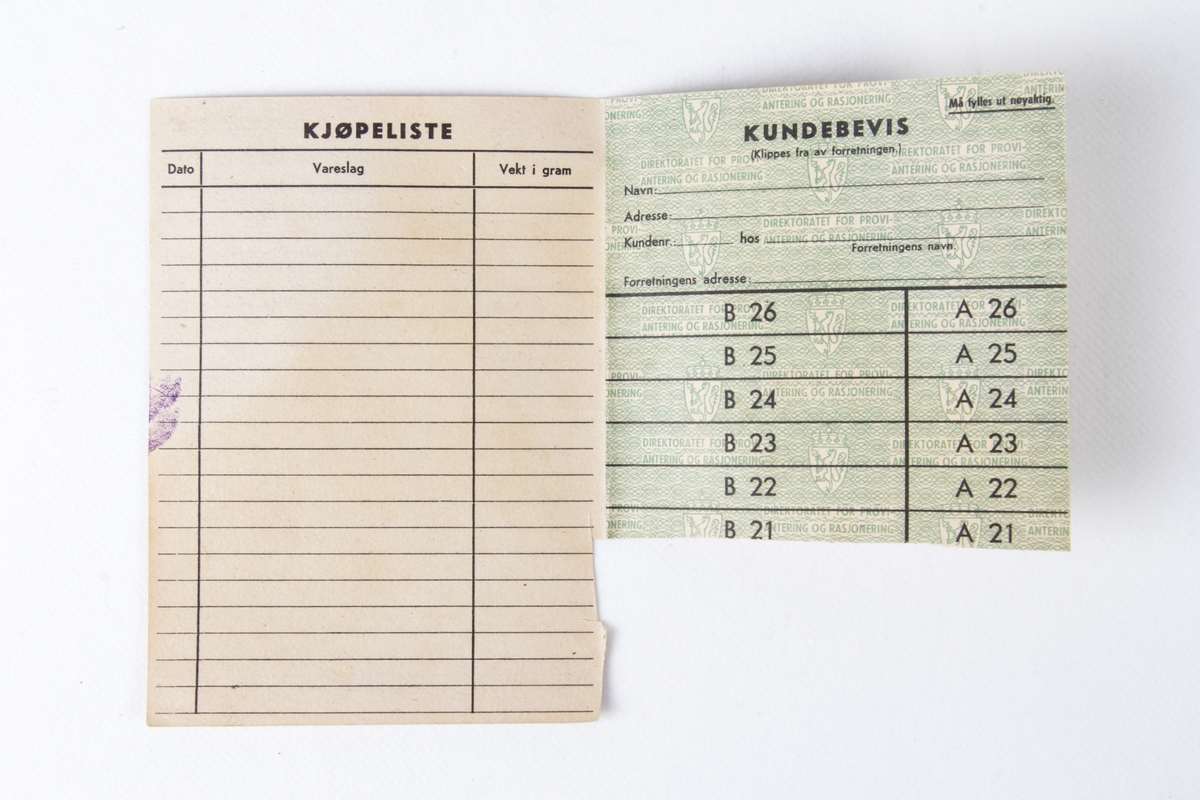 KJØPELISTE
Dato Vareslag Vekt i gram
Må fylles ut nøyaktig.
KUNDEBEVIS
(Klippes fra av forretningen.)
Navn:
Adresse:
Kundenr.: hos
Forretningens navn.
Forretningens adresse:
B 26 A 26
B 25 A 25
B 24 A 24
B 23 A 23
B 22 A 22
B 21 A 21
DIREKTORATET FOR PROVI-
ANTERING OG RASJONERING